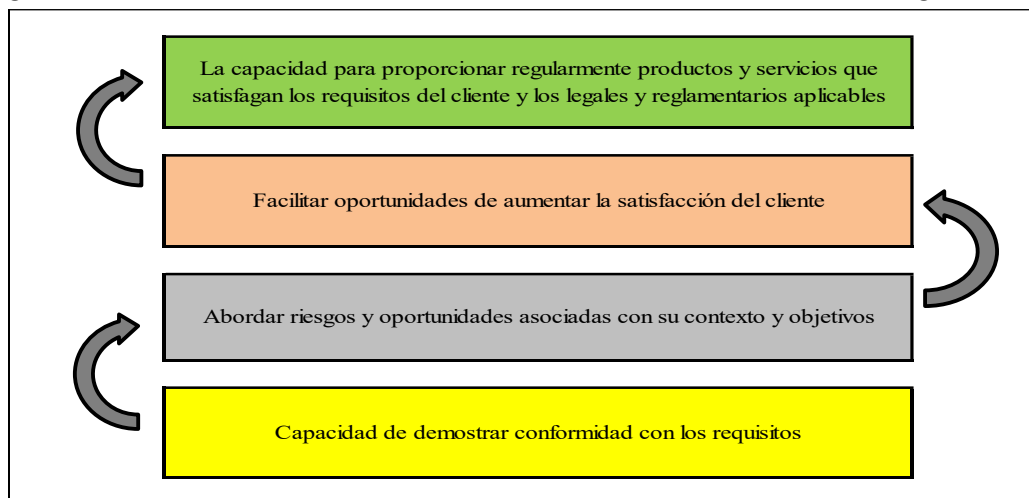 La capacidad para proporcionar regularmente productos y servicios que
satisfagan los requisitos del cliente y los legales y reglamentarios aplicables
Facilitar oportunidades de aumentar la satisfacción del cliente
Abordar riesgos y oportunidades asociadas con su contexto y objetivos
Capacidad de demostrar conformidad con los requisitos